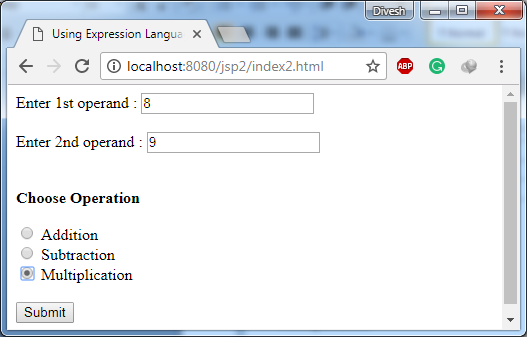 Divesh
Using Expression Langua
localhost:8080/jsp2/index2.html
ABP
Enter 1st operand : 8
Enter 2nd operand : 9
Choose Operation
Addition
Subtraction
Multiplication
Submit